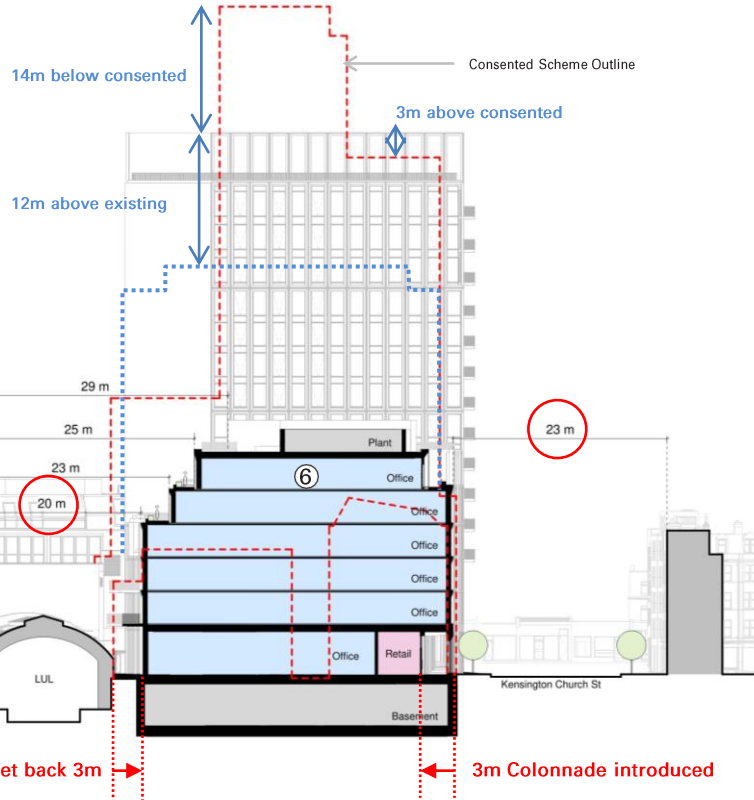 14m below consented
Consented Scheme Outline
3m above consented
12m above existing
29 m
25 m
23 m
Plant
23 m
6
Office
20 m
Office
Office
Office
Office
Office
Retail
LUL
Kensington Church St
Basement
et back 3m
3m Colonnade introduced